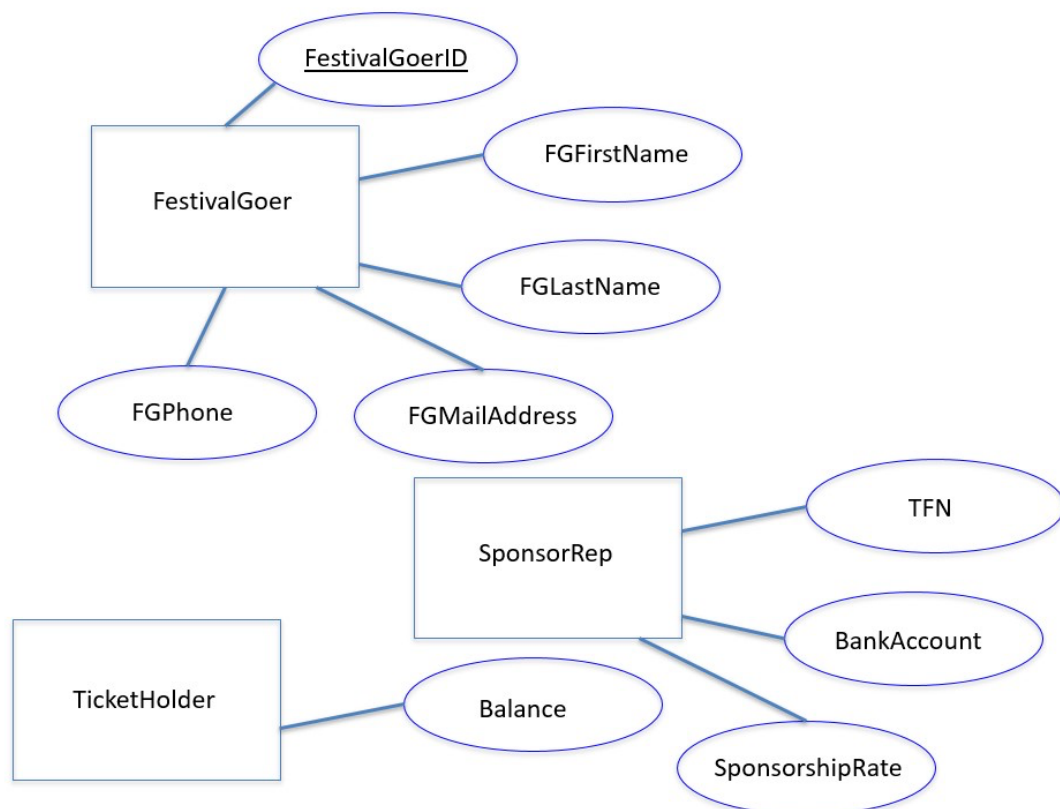 FestivalGoerID
FGFirstName
FestivalGoer
FGLastName
FGPhone
FGMailAddress
TFN
SponsorRep
BankAccount
TicketHolder
Balance
SponsorshipRate